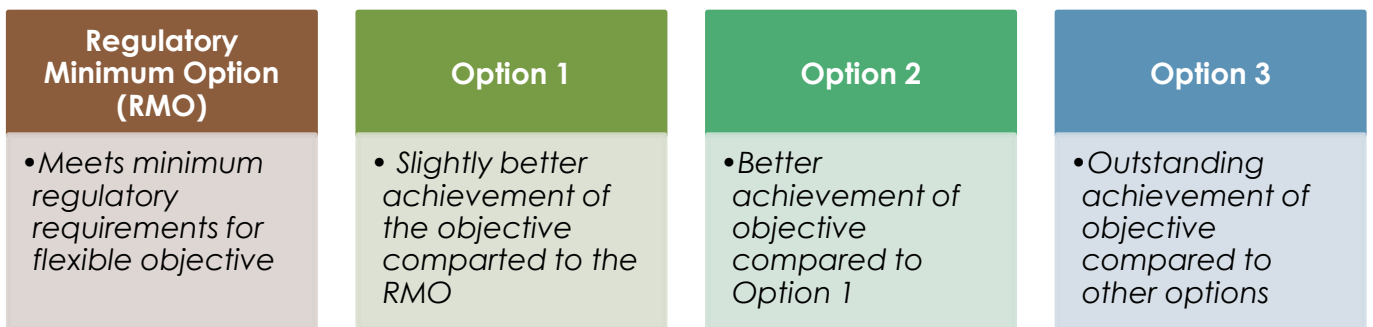 Regulatory
Minimum Option
(RMO)
•Meets minimum
regulatory
requirements for
flexible objective
Option 1
• Slightly better
achievement of
the objective
comparted to the
RMO
Option 2
•Better
achievement of
objective
compared to
Option 1
Option 3
•Outstanding
achievement of
objective
compared to
other options